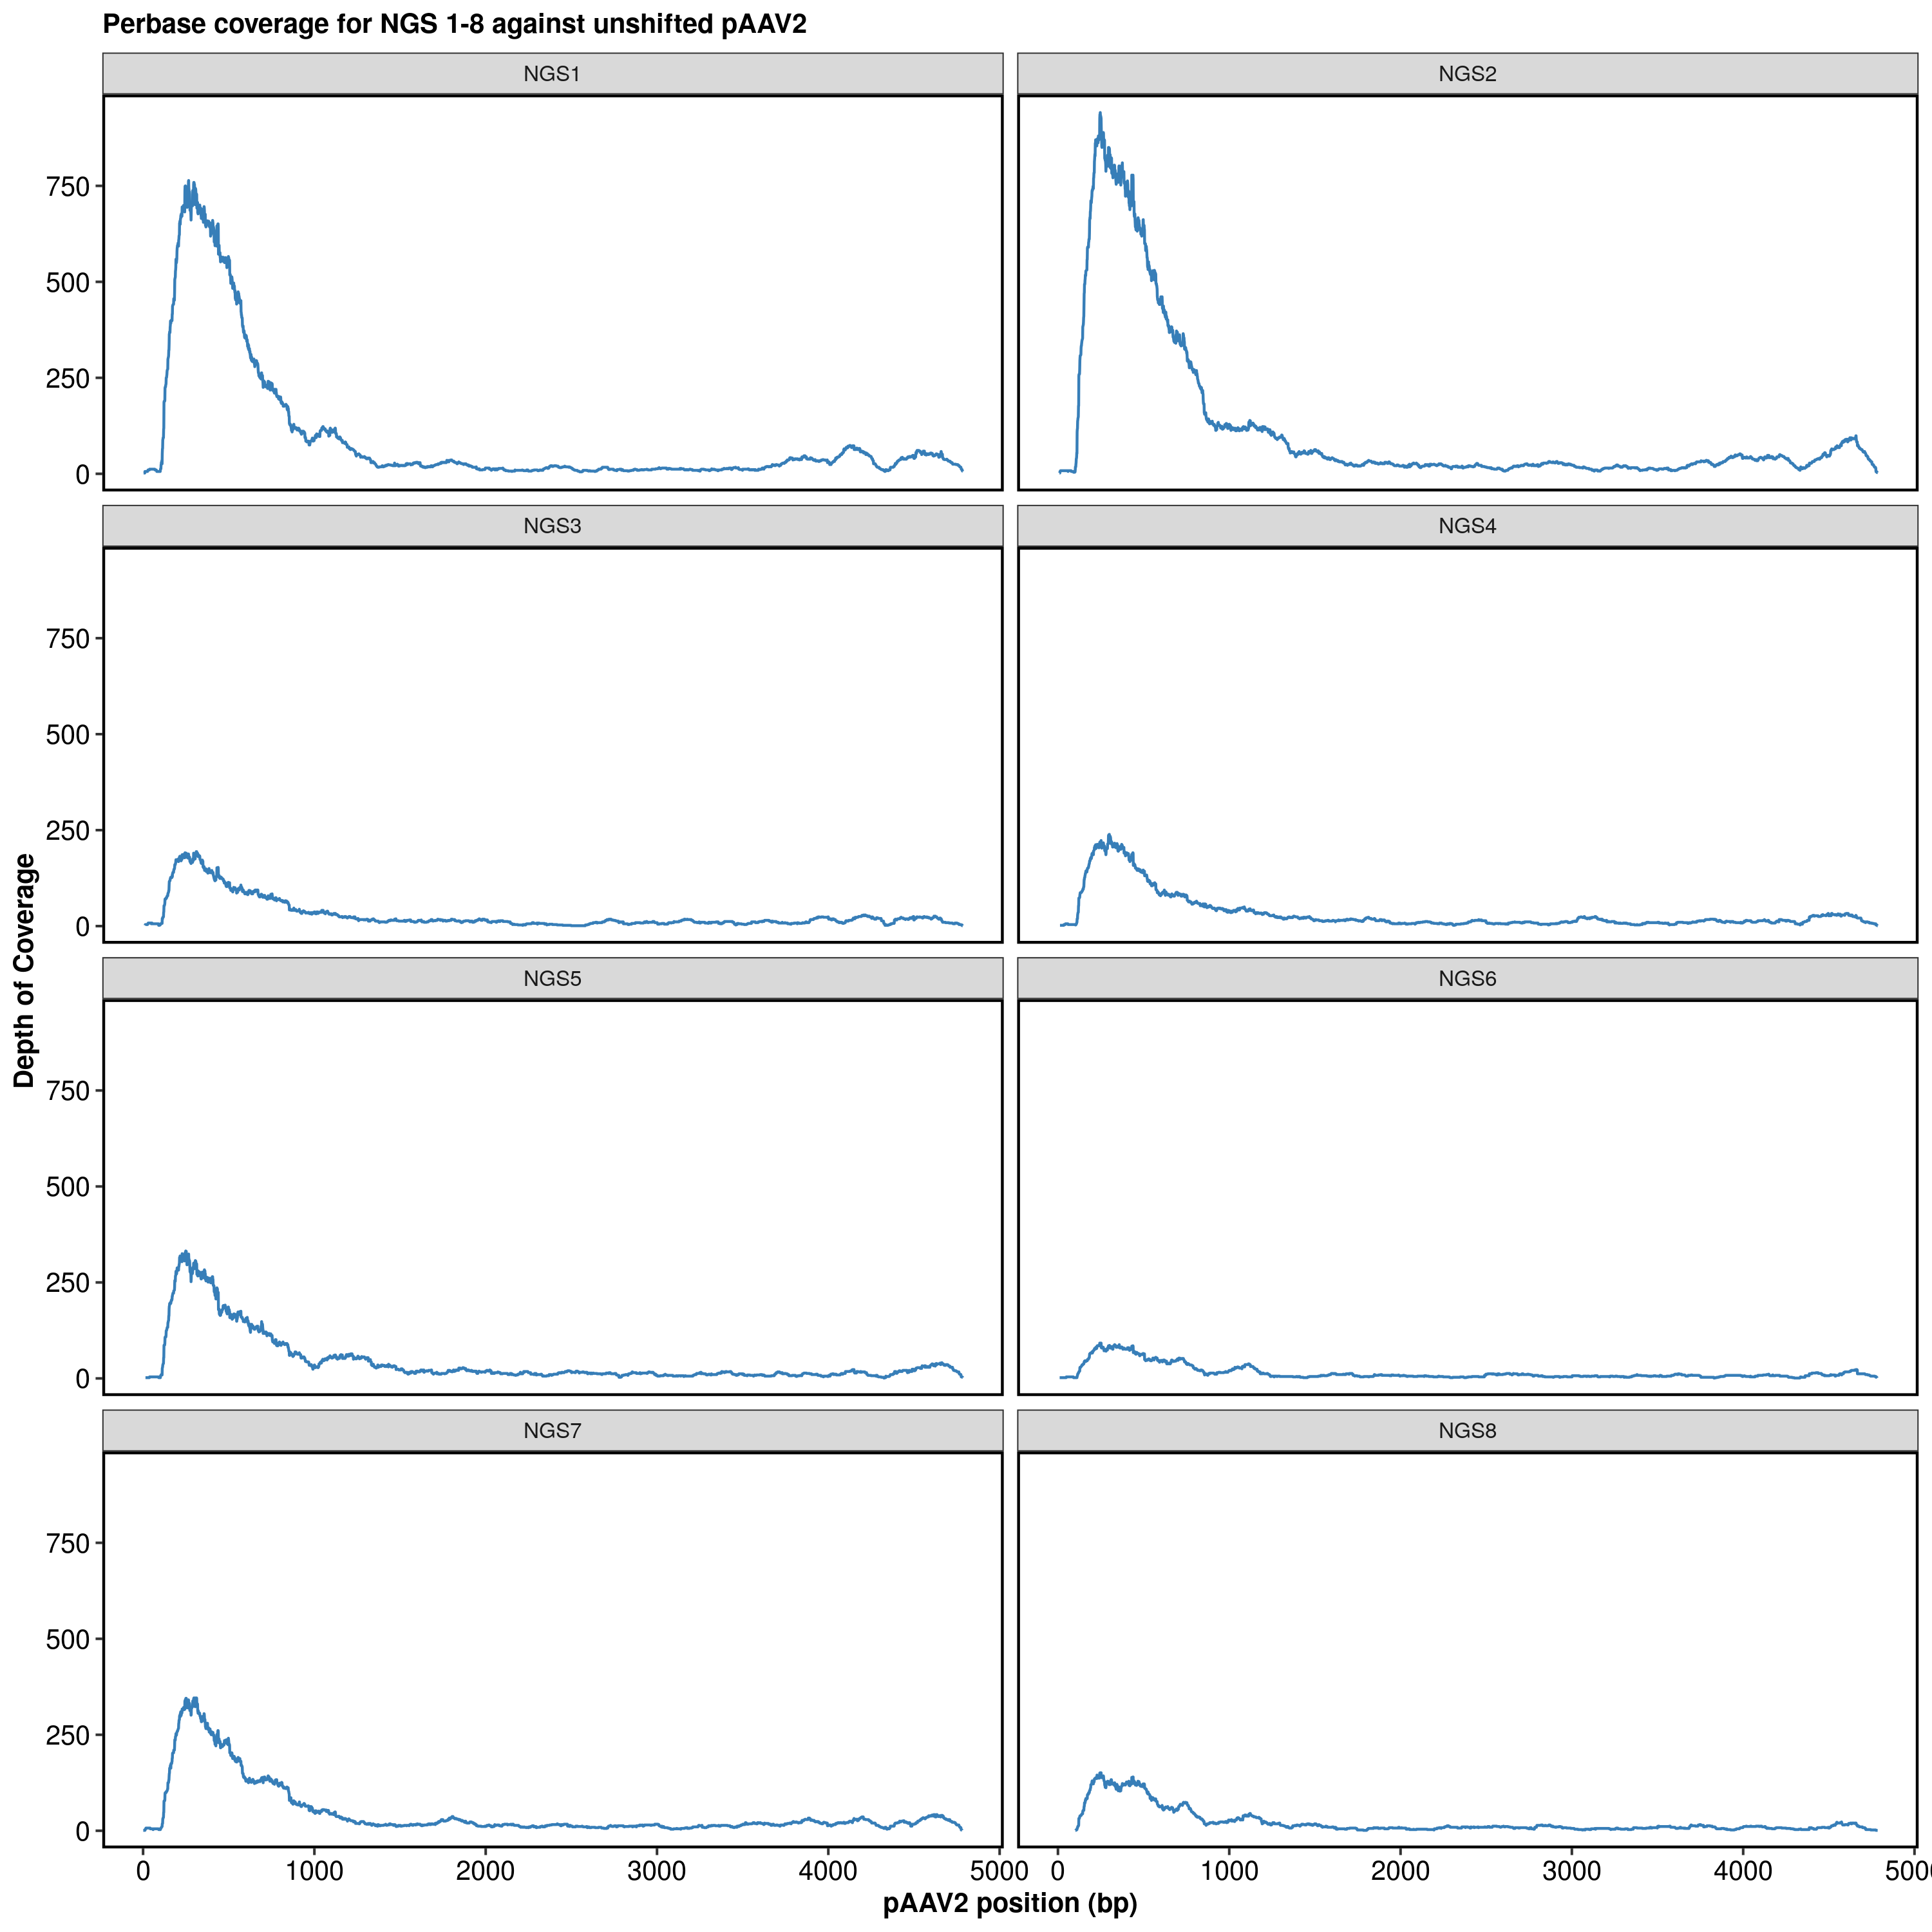 Perbase coverage for NGS 1-8 against unshifted pAAV2
NGS1
NGS2
750
500
250
0
NGS3
NGS4
750
500
250
0
Depth of Coverage
NGS5
NGS6
750
500
250
0
NGS7
NGS8
750
500
250
0
0 1000 2000 3000 4000 5000
0 1000 2000 3000 4000 500
pAAV2 position (bp)